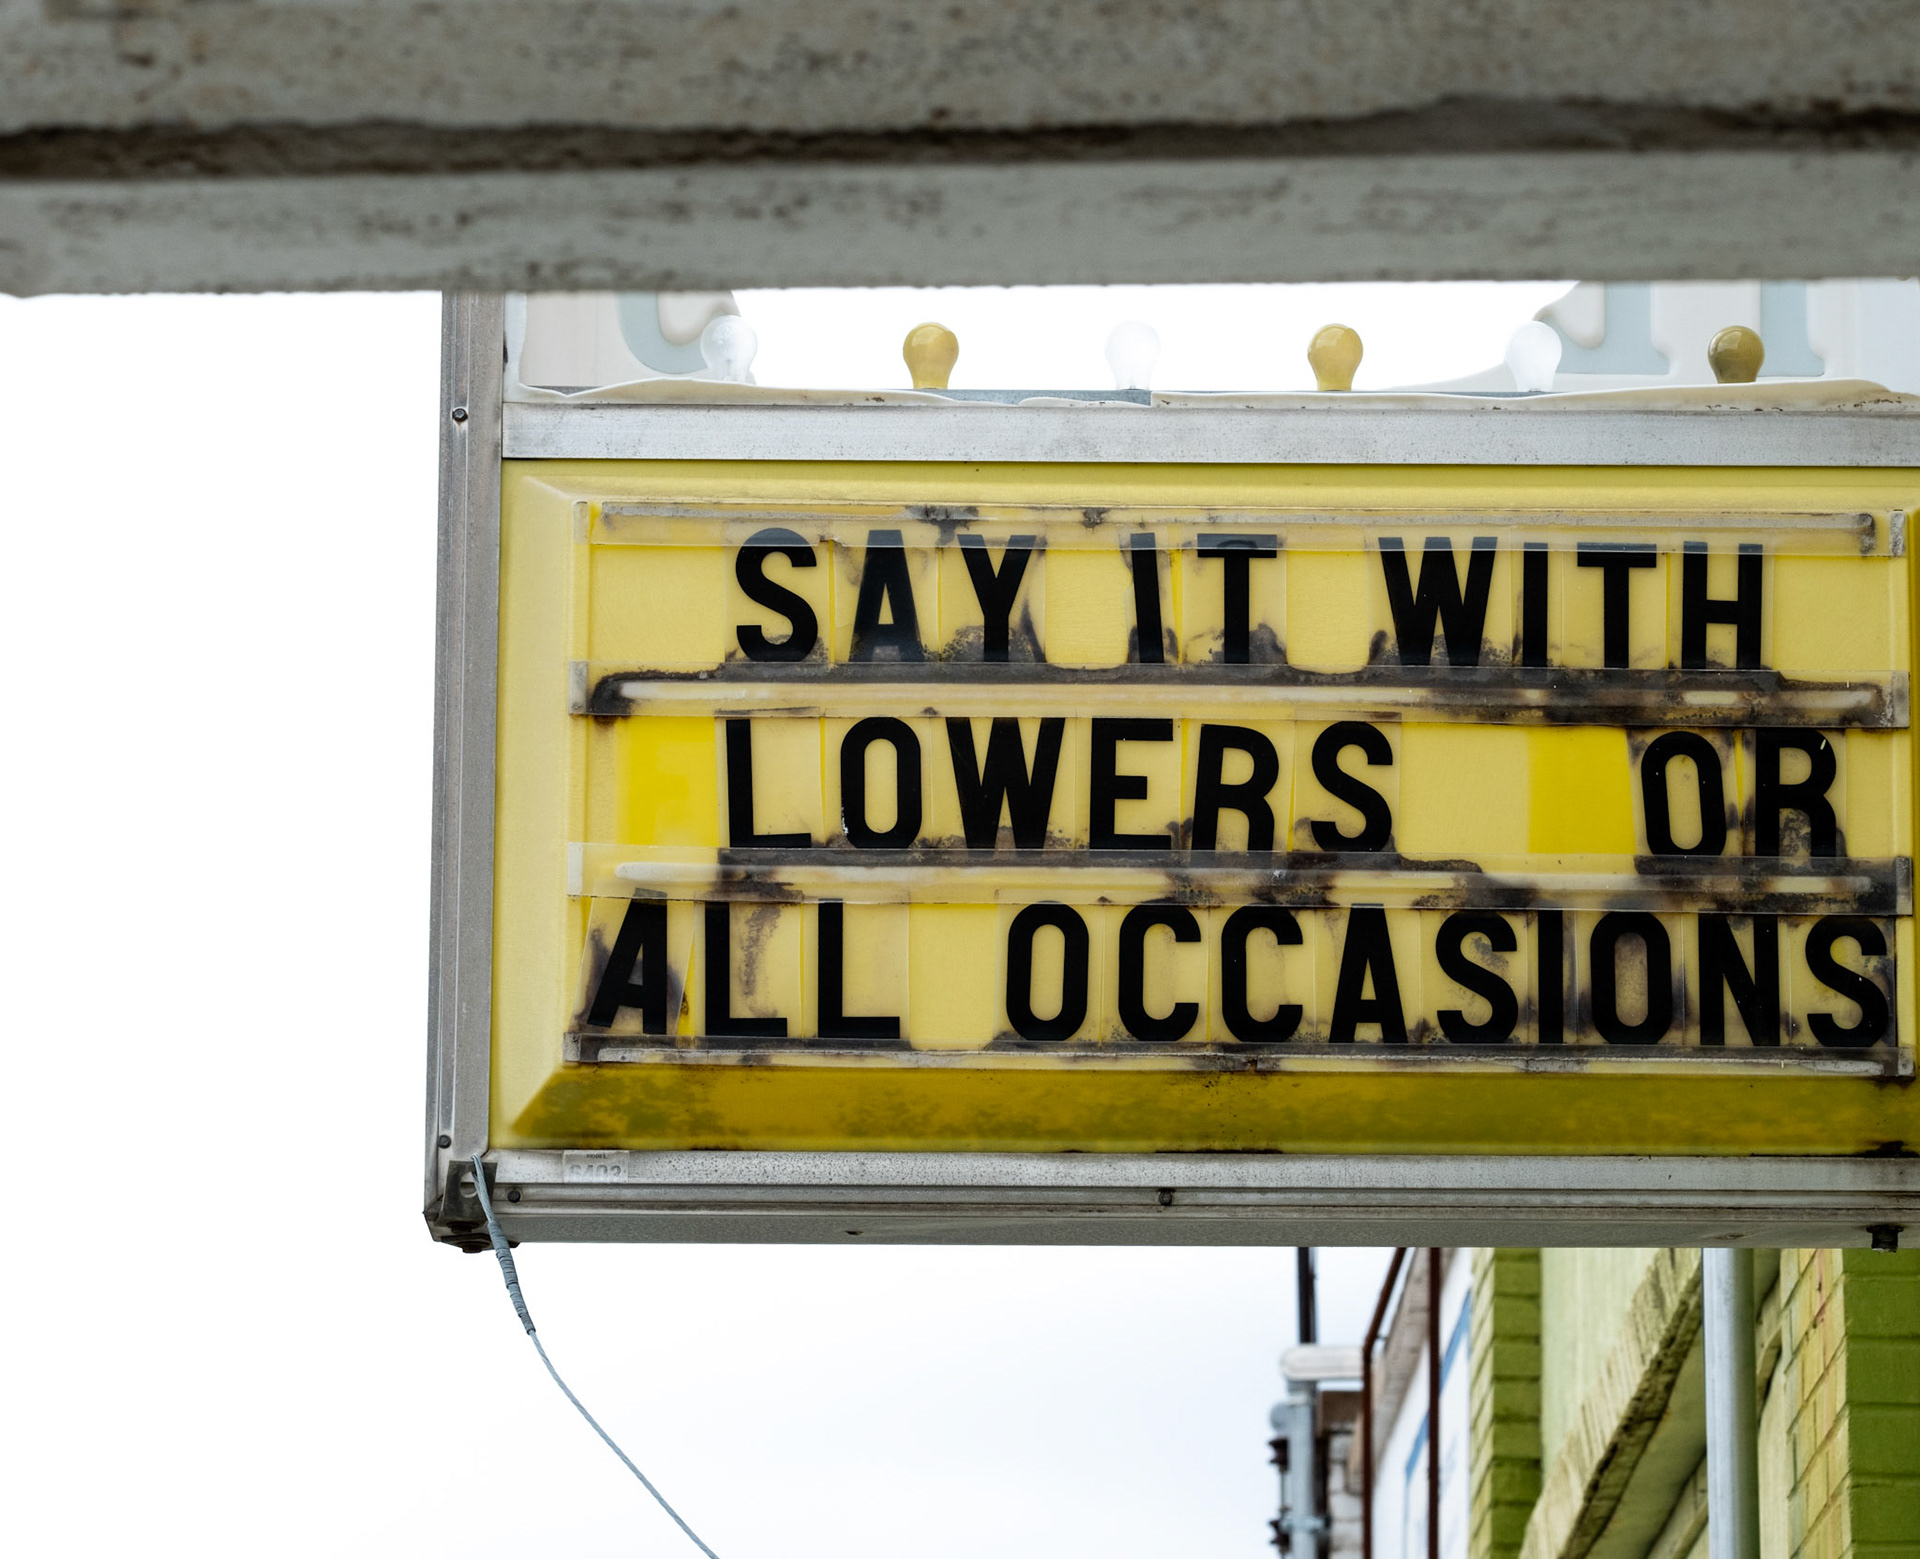 SAY IT WITH
LOWERS OR
ALL OCCASIONS